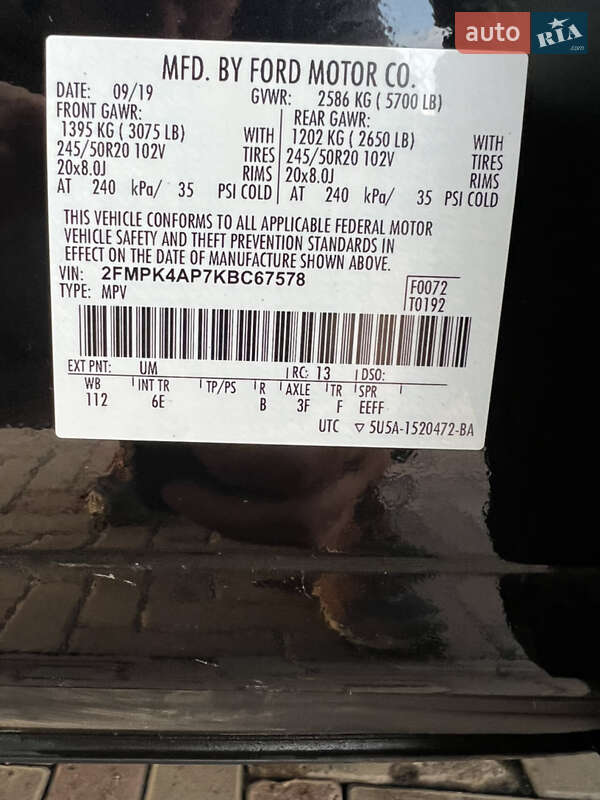 auto RIA.com
MFD. BY FORD MOTOR CO.
DATE: 09/19 GVWR: 2586 KG ( 5700 LB)
FRONT GAWR: REAR GAWR:
1395 KG ( 3075 LB) WITH 1202 KG ( 2650 LB) WITH
245/50R20 102V TIRES 245/50R20 102V TIRES
20x8.0J RIMS 20x8.0J RIMS
AT 240 kPa/ 35 PSI COLD AT 240 kPa/ 35 PSI COLD
THIS VEHICLE CONFORMS TO ALL APPLICABLE FEDERAL MOTOR
VEHICLE SAFETY AND THEFT PREVENTION STANDARDS IN
EFFECT ON THE DATE OF MANUFACTURE SHOWN ABOVE.
VIN: 2FMPK4AP7KBC67578 F0072
TYPE: MPV T0192
EXT PNT: UM RC: 13 DSO:
WB INT TR TP/PS R AXLE TR SPR
112 6E B 3F F EEFF
UTC ▽ 5U5A-1520472-BA